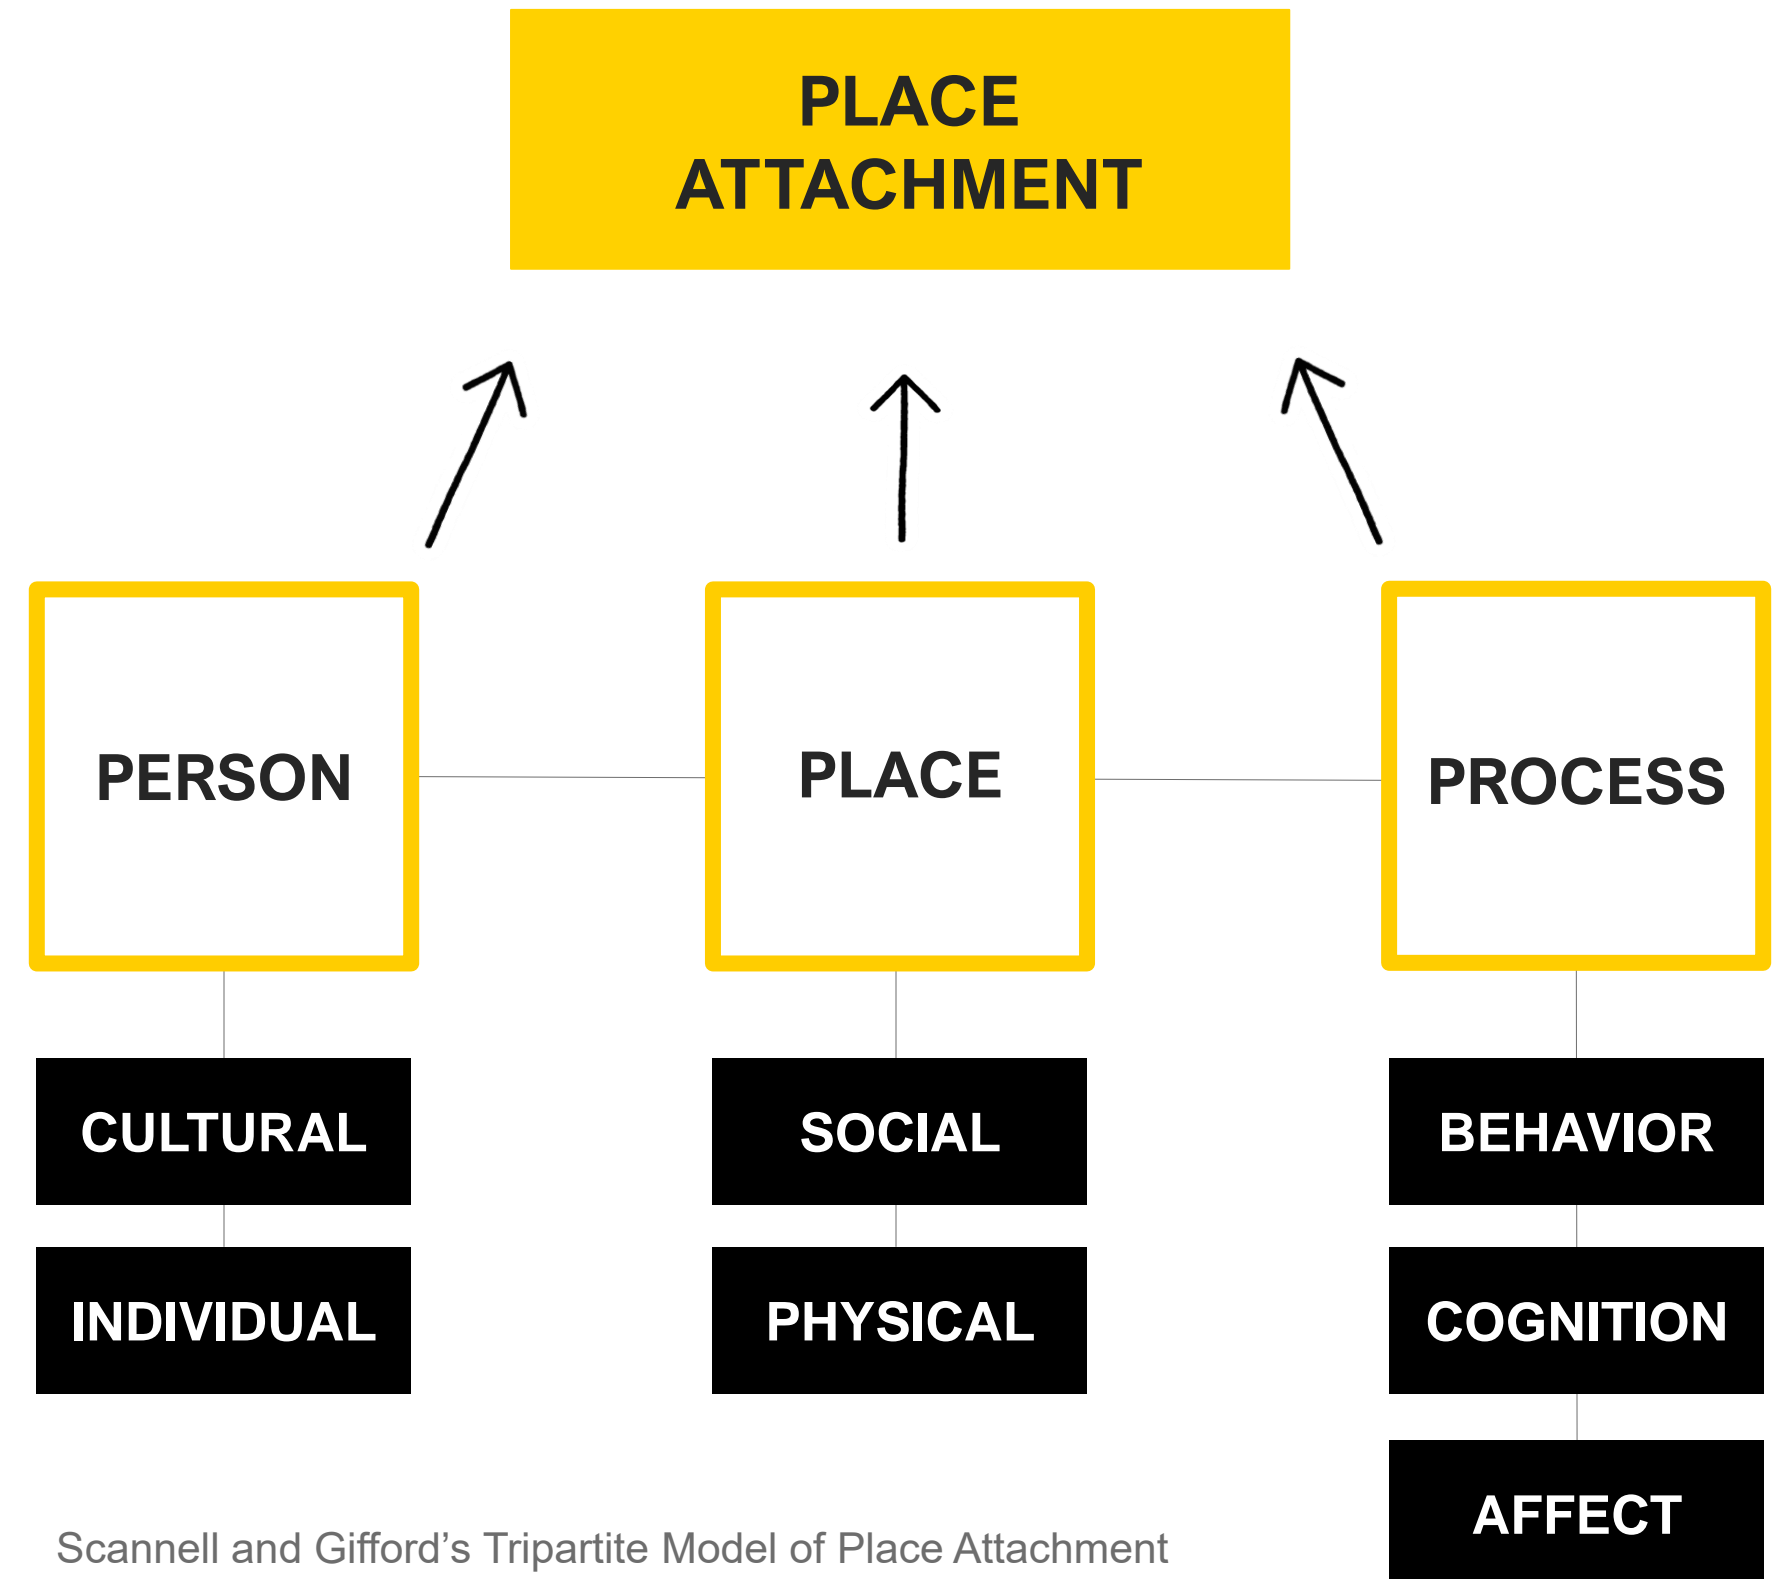 PLACE
ATTACHMENT
PERSON
PLACE
PROCESS
CULTURAL
SOCIAL
BEHAVIOR
INDIVIDUAL
PHYSICAL
COGNITION
AFFECT
Scannell and Gifford’s Tripartite Model of Place Attachment